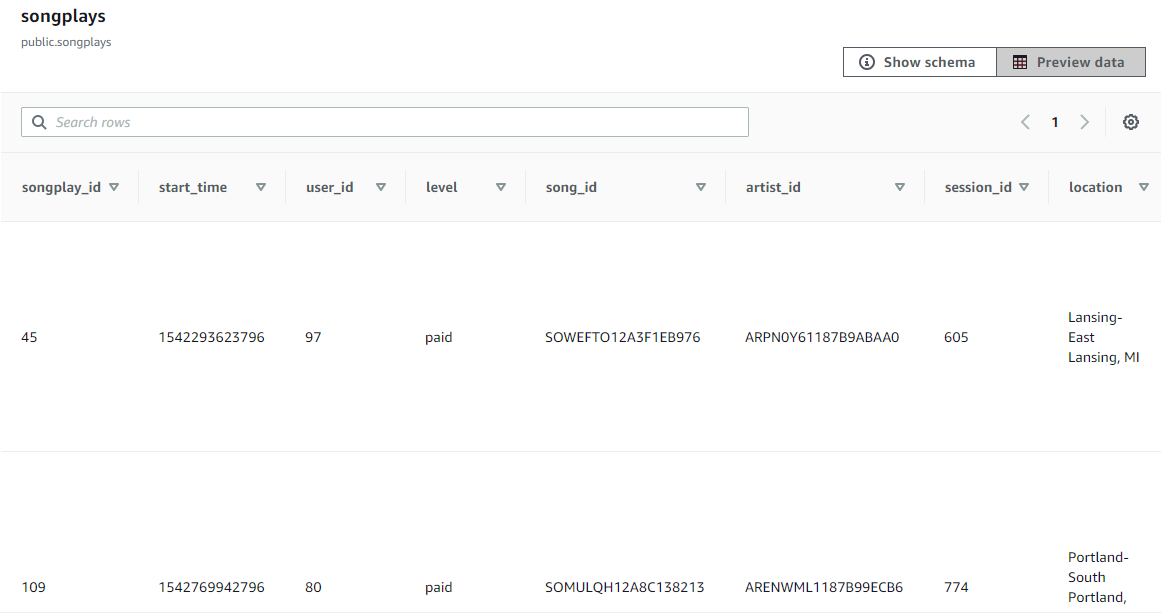 songplays
public.songplays
Show schema Preview data
Search rows 1
songplay_id start_time user_id level song_id artist_id session_id location
Lansing-
45 1542293623796 97 paid SOWEFTO12A3F1EB976 ARPN0Y61187B9ABAA0 605 East
Lansing, MI
Portland-
South
109 1542769942796 80 paid SOMULQH12A8C138213 ARENWML1187B99ECB6 774 Portland,